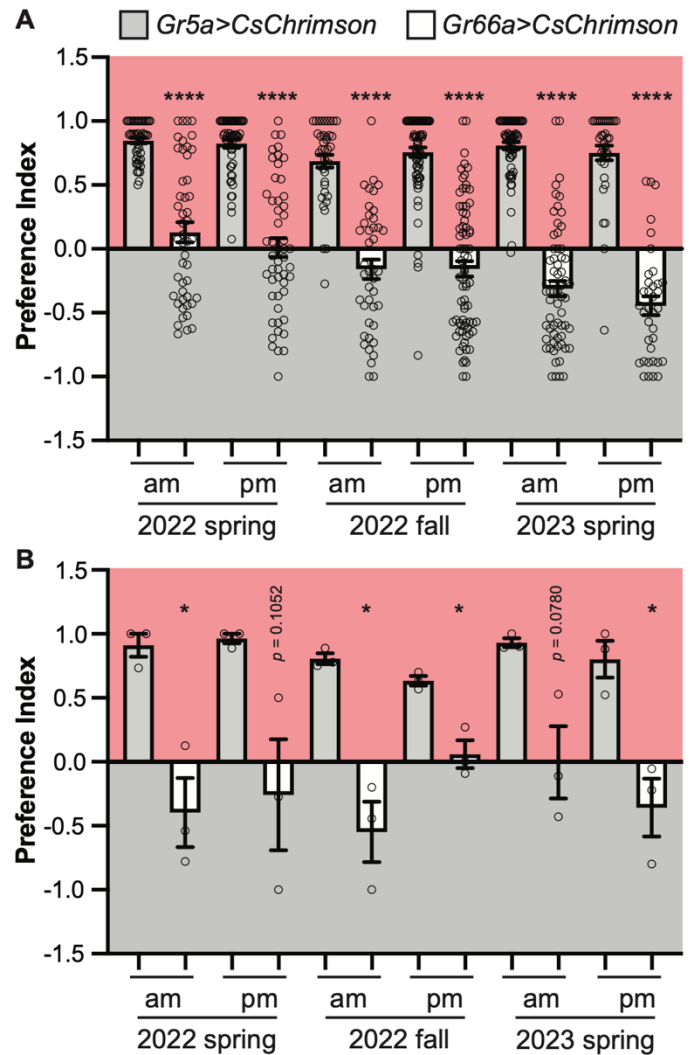 A Gr5a>CsChrimson Gr66a>CsChrimson
1.5
1.0
0.5
0.0
-0.5
-1.0
-1.5
Preference Index
**** **** **** **** **** ****
am pm am pm am pm
2022 spring 2022 fall 2023 spring
B
1.5
1.0
0.5
0.0
-0.5
-1.0
-1.5
Preference Index
* p = 0.1052 * * p = 0.0780 *
am pm am pm am pm
2022 spring 2022 fall 2023 spring